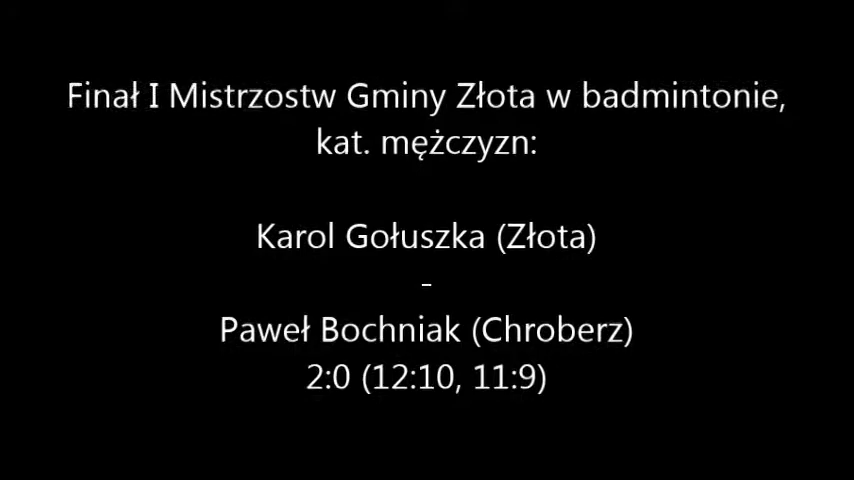 Finał I Mistrzostw Gminy Złota w badmintonie,
kat. mężczyzn:
Karol Gołuszka (Złota)
-
Paweł Bochniak (Chroberz)
2:0 (12:10, 11:9)